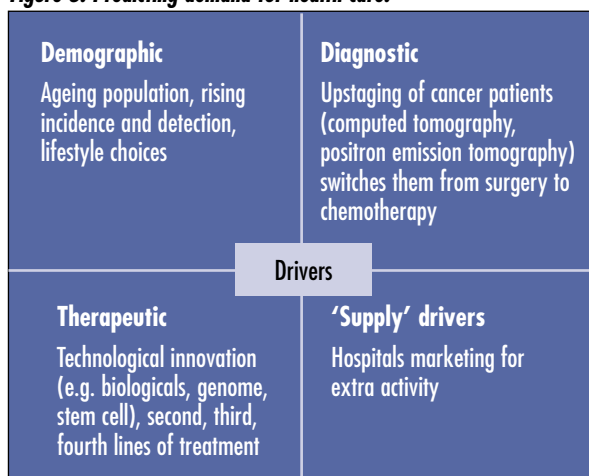 Figure 3. Predicting demand for health care.
Demographic
Ageing population, rising
incidence and detection,
lifestyle choices
Diagnostic
Upstaging of cancer patients
(computed tomography,
positron emission tomography)
switches them from surgery to
chemotherapy
Drivers
Therapeutic
Technological innovation
(e.g. biologicals, genome,
stem cell), second, third,
fourth lines of treatment
‘Supply’ drivers
Hospitals marketing for
extra activity